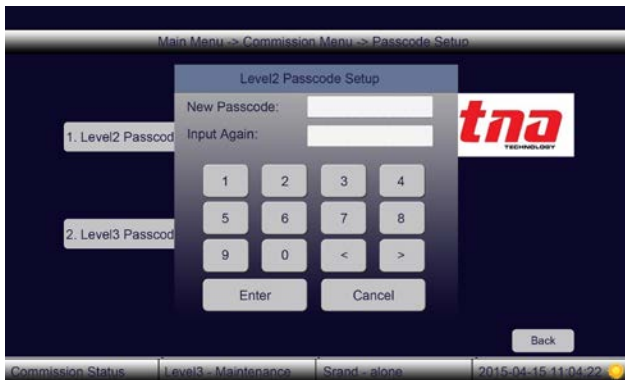 Main Menu -> Commission Menu -> Passcode Setup
Level2 Passcode Setup
New Passcode:
Input Again:
1. Level2 Passcod
tna
TECHNOLOGY
1 2 3 4
5 6 7 8
2. Level3 Passcod
9 0 < >
Enter Cancel
Back
Commission Status Level3 - Maintenance Srand - alone 2015-04-15 11:04:22